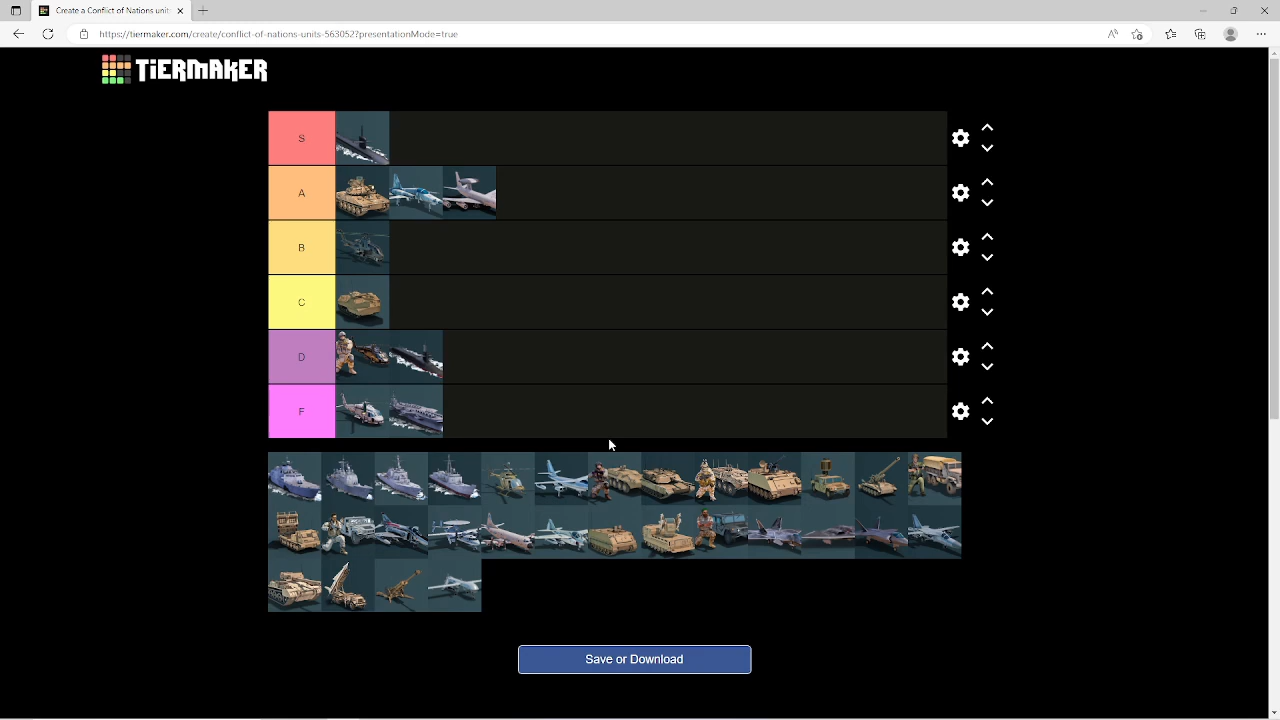 Create a Conflict of Nations unit
https://tiermaker.com/create/conflict-of-nations-units-563052?presentationMode=true
TiERMAKER
S
A
B
C
D
F
Save or Download